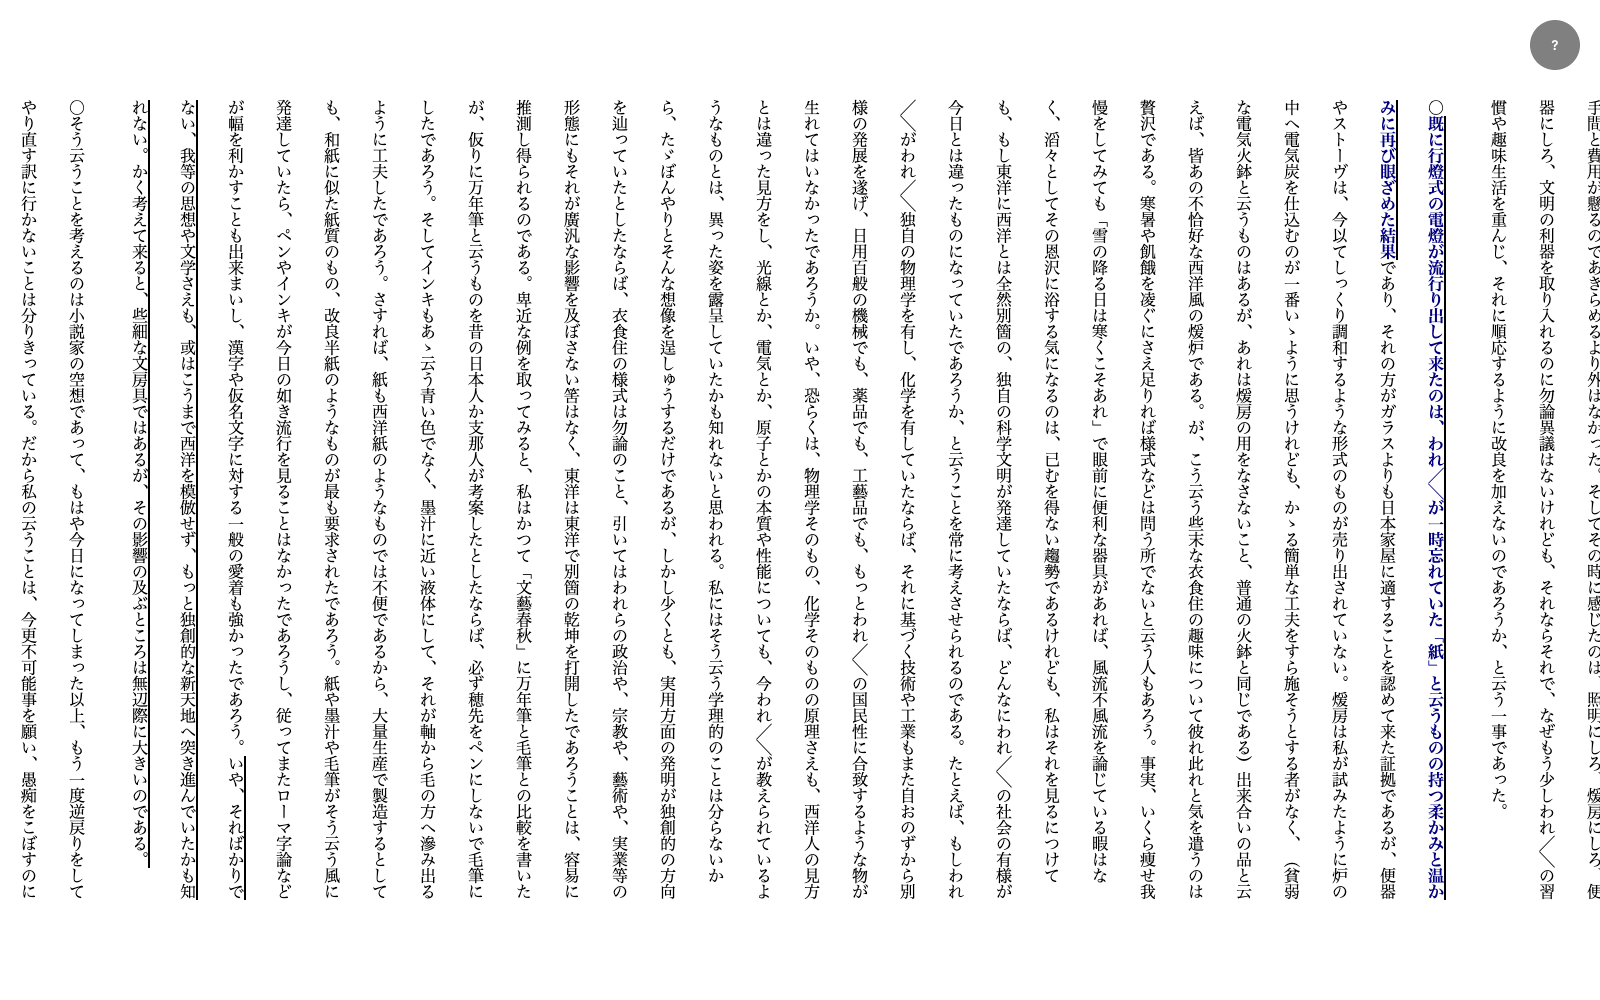 ?
手間と費用が懸るのであきらめるより外はなかった。そしてその時に感じたのは、照明にしろ、煖房にしろ、便
器にしろ、文明の利器を取り入れるのに勿論異議はないけれども、それならそれで、なぜもう少しわれ／＼の習
慣や趣味生活を重んじ、それに順応するように改良を加えないのであろうか、と云う一事であった。
○既に行燈式の電燈が流行り出して来たのは、われ／＼が一時忘れていた「紙」と云うものの持つ柔かみと温か
みに再び眼ざめた結果であり、それの方がガラスよりも日本家屋に適することを認めて来た証拠であるが、便器
やストーヴは、今以てしっくり調和するような形式のものが売り出されていない。煖房は私が試みたように炉の
中へ電気炭を仕込むのが一番いゝように思うけれども、かゝる簡単な工夫をすら施そうとする者がなく、（貧弱
な電気火鉢と云うものはあるが、あれは煖房の用をなさないこと、普通の火鉢と同じである）出来合いの品と云
えば、皆あの不恰好な西洋風の煖炉である。が、こう云う些末な衣食住の趣味について彼れ此れと気を遣うのは
贅沢である。寒暑や飢餓を凌ぐにさえ足りれば様式などは問う所でないと云う人もあろう。事実、いくら痩せ我
慢をしてみても「雪の降る日は寒くこそあれ」で眼前に便利な器具があれば、風流不風流を論じている暇はな
く、滔々としてその恩沢に浴する気になるのは、已むを得ない趨勢であるけれども、私はそれを見るにつけて
も、もし東洋に西洋とは全然別箇の、独自の科学文明が発達していたならば、どんなにわれ／＼の社会の有様が
今日とは違ったものになっていたであろうか、と云うことを常に考えさせられるのである。たとえば、もしわれ
／＼がわれ／＼独自の物理学を有し、化学を有していたならば、それに基づく技術や工業もまた自おのずから別
様の発展を遂げ、日用百般の機械でも、薬品でも、工藝品でも、もっとわれ／＼の国民性に合致するような物が
生れてはいなかったであろうか。いや、恐らくは、物理学そのもの、化学そのものの原理さえも、西洋人の見方
とは違った見方をし、光線とか、電気とか、原子とかの本質や性能についても、今われ／＼が教えられているよ
うなものとは、異った姿を露呈していたかも知れないと思われる。私にはそう云う学理的のことは分らないか
ら、たゞぼんやりとそんな想像を逞しゅうするだけであるが、しかし少くとも、実用方面の発明が独創的の方向
を辿っていたとしたならば、衣食住の様式は勿論のこと、引いてはわれらの政治や、宗教や、藝術や、実業等の
形態にもそれが廣汎な影響を及ぼさない筈はなく、東洋は東洋で別箇の乾坤を打開したであろうことは、容易に
推測し得られるのである。卑近な例を取ってみると、私はかつて「文藝春秋」に万年筆と毛筆との比較を書いた
が、仮りに万年筆と云うものを昔の日本人か支那人が考案したとしたならば、必ず穂先をペンにしないで毛筆に
したであろう。そしてインキもあゝ云う青い色でなく、墨汁に近い液体にして、それが軸から毛の方へ滲み出る
ように工夫したであろう。さすれば、紙も西洋紙のようなものでは不便であるから、大量生産で製造するとして
も、和紙に似た紙質のもの、改良半紙のようなものが最も要求されたであろう。紙や墨汁や毛筆がそう云う風に
発達していたら、ペンやインキが今日の如き流行を見ることはなかったであろうし、従ってまたローマ字論など
が幅を利かすことも出来まいし、漢字や仮名文字に対する一般の愛着も強かったであろう。いや、そればかりで
ない、我等の思想や文学さえも、或はこうまで西洋を模倣せず、もっと独創的な新天地へ突き進んでいたかも知
れない。かく考えて来ると、些細な文房具ではあるが、その影響の及ぶところは無辺際に大きいのである。
○そう云うことを考えるのは小説家の空想であって、もはや今日になってしまった以上、もう一度逆戻りをして
やり直す訳に行かないことは分りきっている。だから私の云うことは、今更不可能事を願い、愚痴をこぼすのに